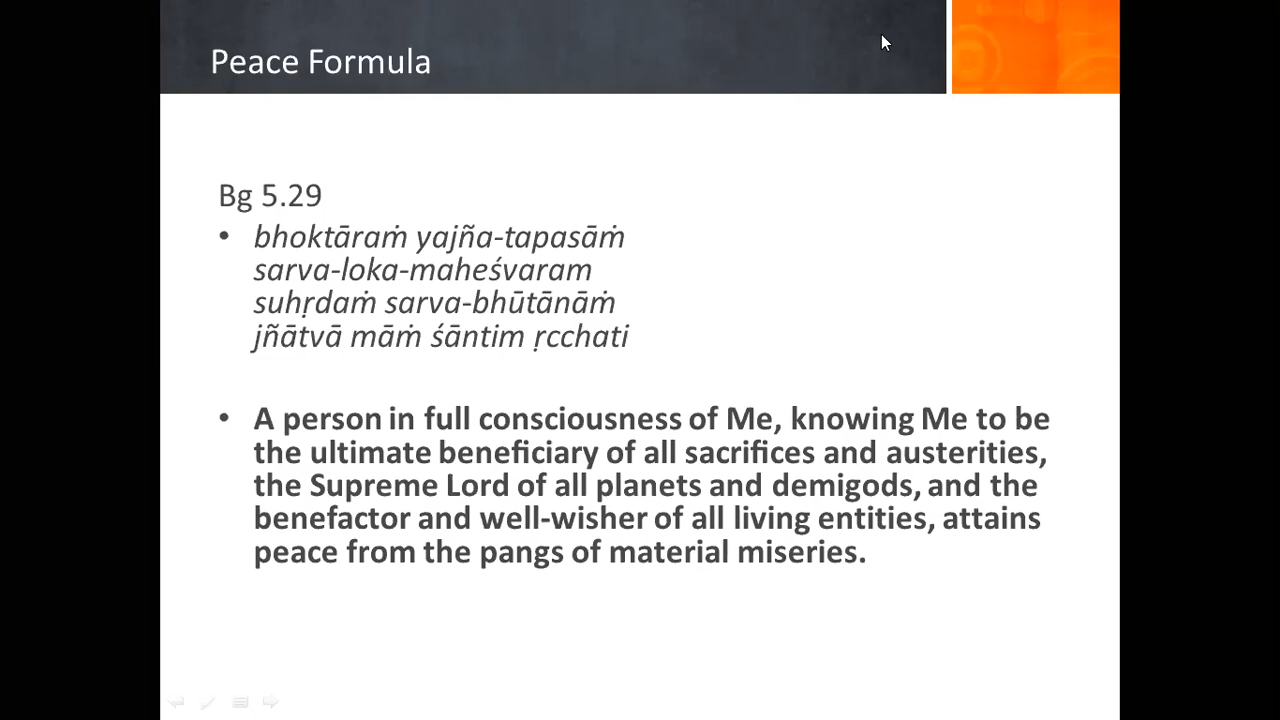 Peace Formula
Bg 5.29
• bhoktāraṁ yajña-tapasāṁ
sarva-loka-maheśvaram
suhṛdaṁ sarva-bhūtānāṁ
jñātvā māṁ śāntim ṛcchati
• A person in full consciousness of Me, knowing Me to be
the ultimate beneficiary of all sacrifices and austerities,
the Supreme Lord of all planets and demigods, and the
benefactor and well-wisher of all living entities, attains
peace from the pangs of material miseries.